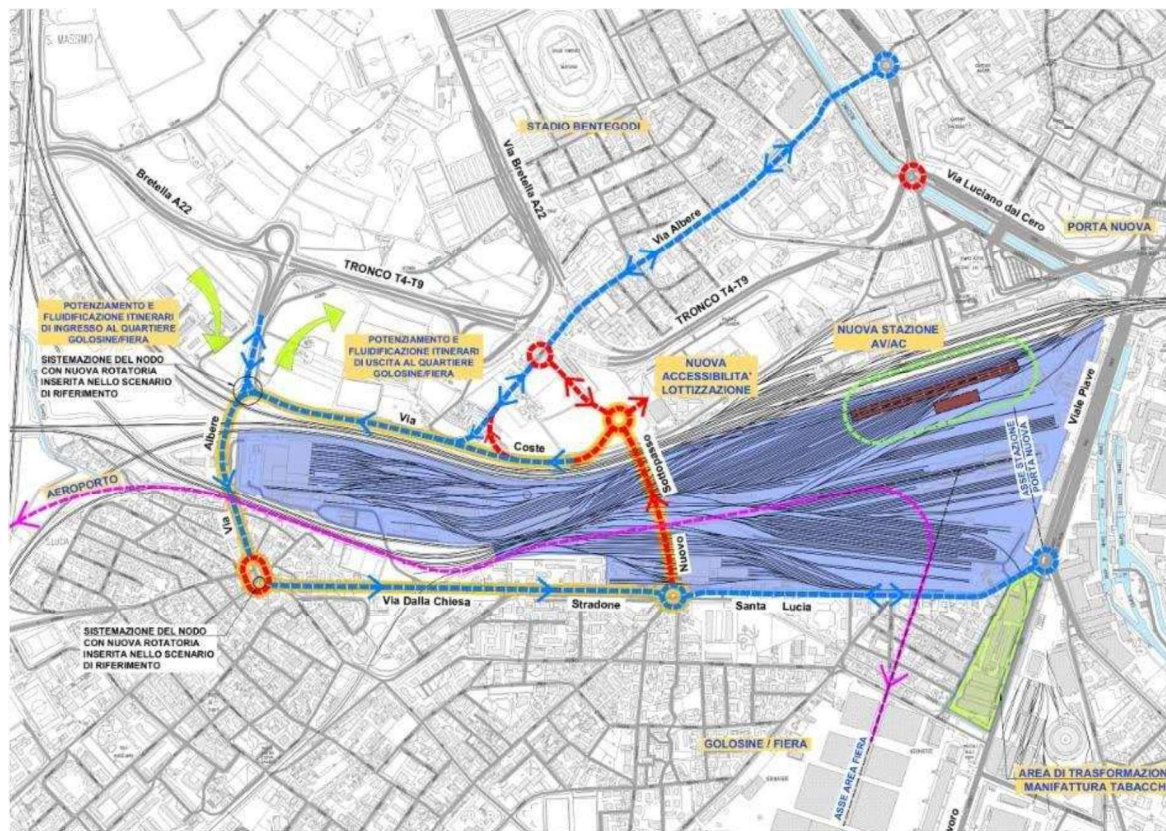 S. MASSIMO
STADIO BENTEGODI
Via Bretella A22
Bretella A22
Via Albere
Via Luciano dal Cero
PORTA NUOVA
TRONCO T4-T9
TRONCO T4-T9
POTENZIAMENTO E
FLUIDIFICAZIONE ITINERARI
DI INGRESSO AL QUARTIERE
GOLOSINE/FIERA
SISTEMAZIONE DEL NODO
CON NUOVA ROTATORIA
INSERITA NELLO SCENARIO
DI RIFERIMENTO
POTENZIAMENTO E
FLUIDIFICAZIONE ITINERARI
DI USCITA AL QUARTIERE
GOLOSINE/FIERA
NUOVA
ACCESSIBILITA'
LOTTIZZAZIONE
NUOVA STAZIONE
AV/AC
Viale Piave
Albere
Via
Via
Coste
Sottopasso
Nuovo
ASSE STAZIONE
PORTA NUOVA
AEROPORTO
S. LUCIA
Via Dalla Chiesa
Stradone
Santa Lucia
SISTEMAZIONE DEL NODO
CON NUOVA ROTATORIA
INSERITA NELLO SCENARIO
DI RIFERIMENTO
GOLOSINE / FIERA
ASSE AREA FIERA
AREA DI TRASFORMAZION
MANIFATTURA TABACCH
voro